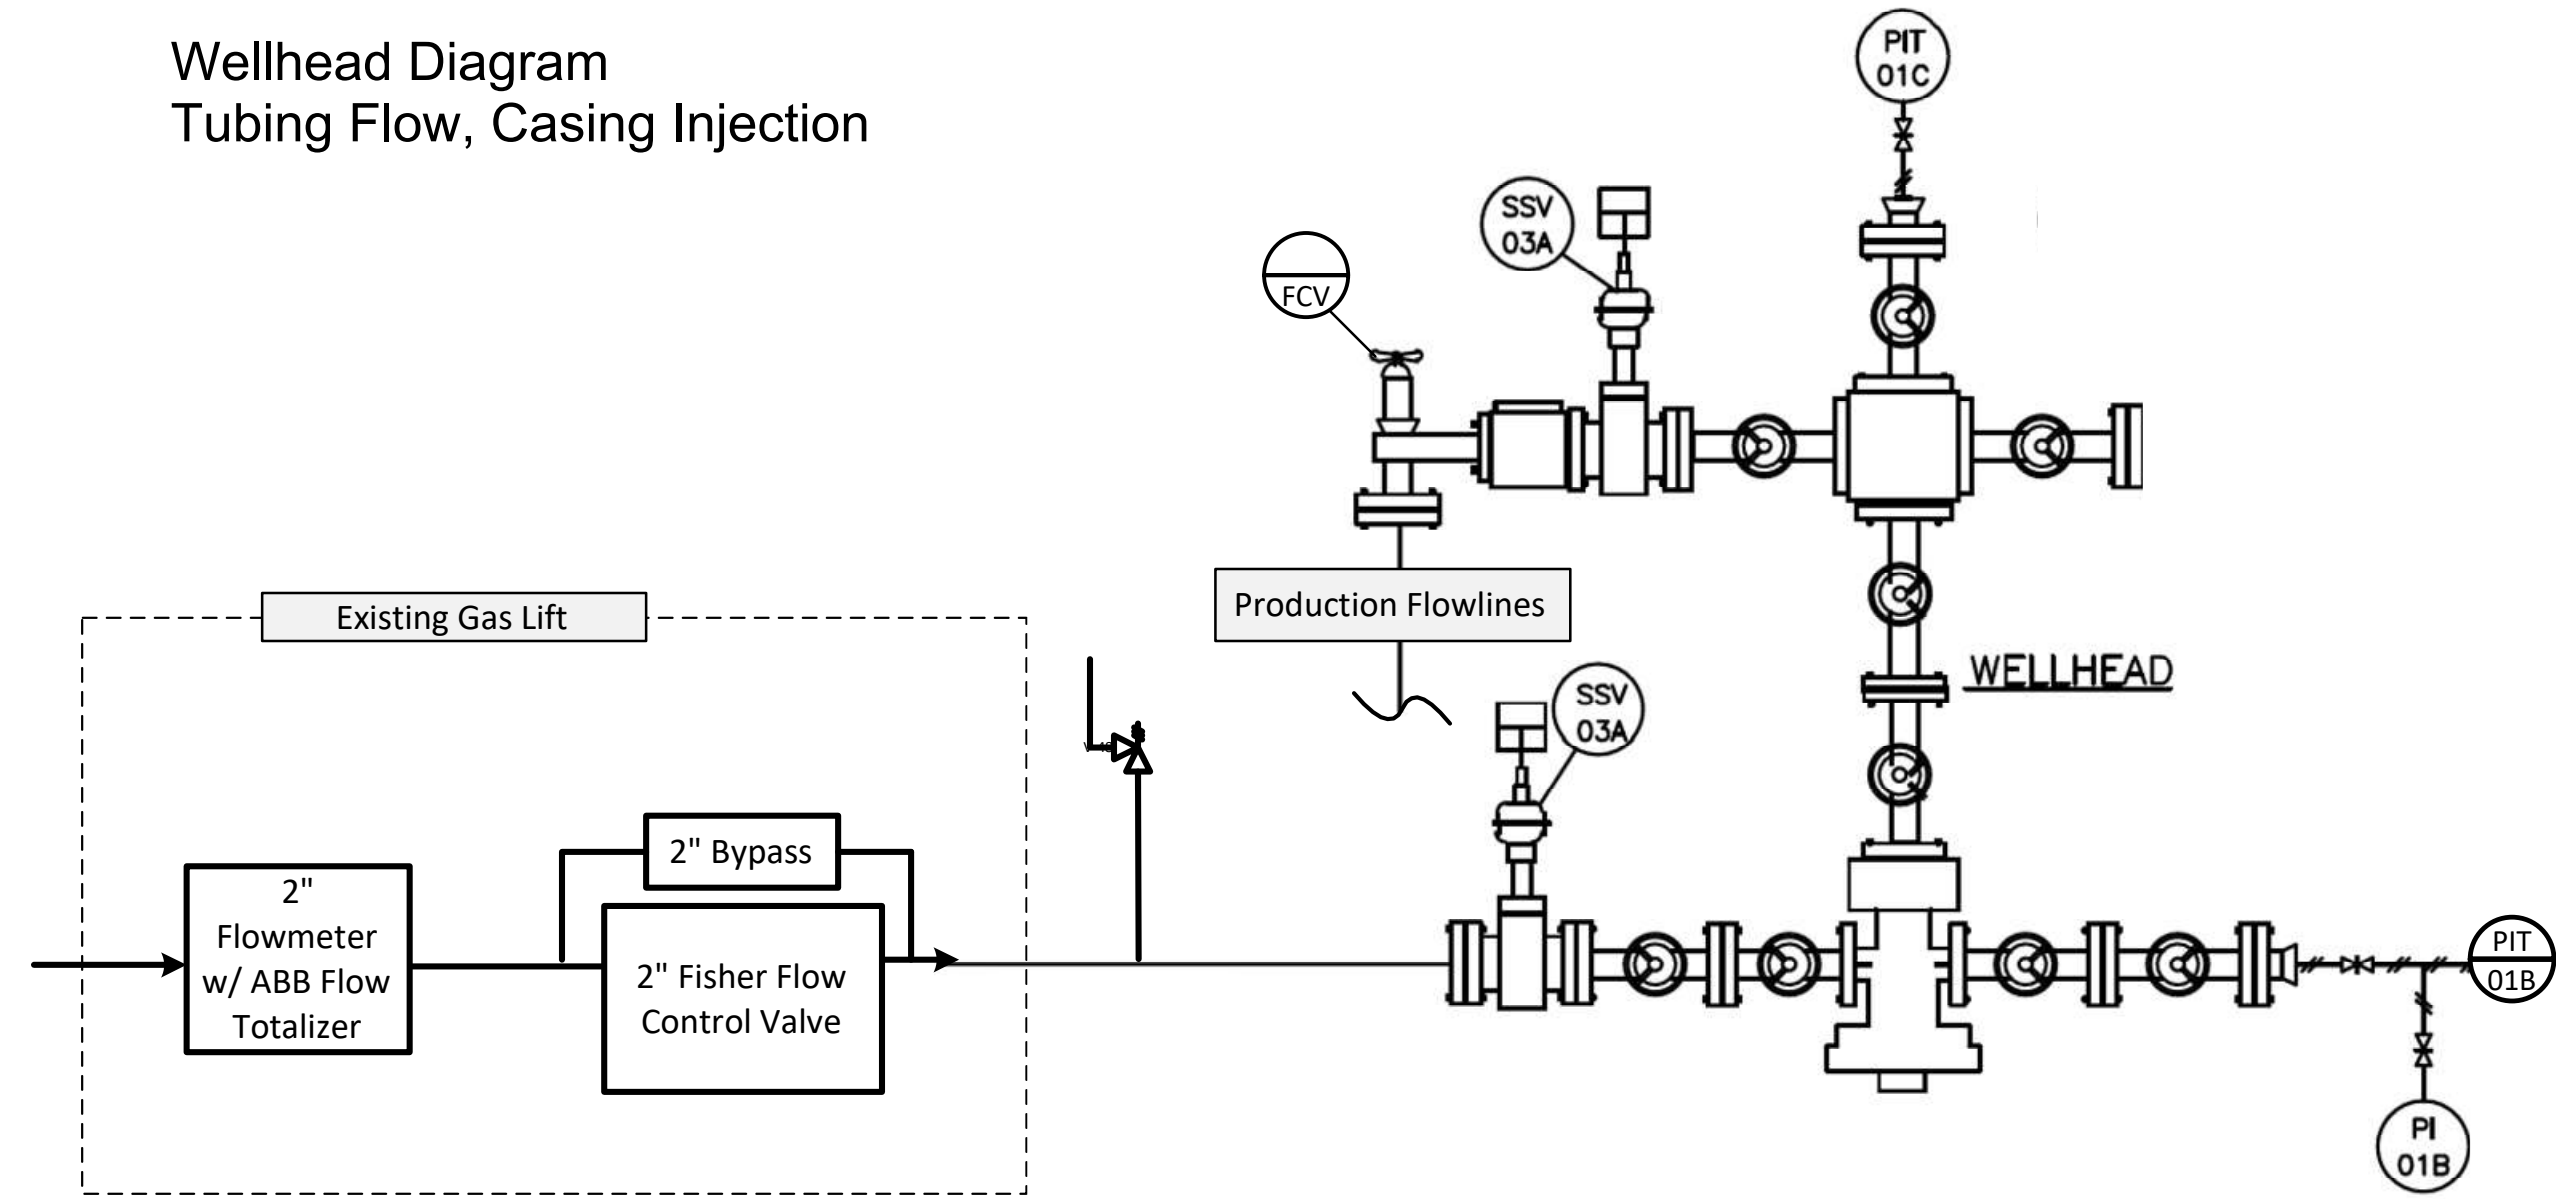 Wellhead Diagram
Tubing Flow, Casing Injection
PIT
01C
SSV
03A
FCV
Existing Gas Lift
Production Flowlines
WELLHEAD
SSV
03A
2" Bypass
2"
Flowmeter
w/ ABB Flow
Totalizer
2" Fisher Flow
Control Valve
PIT
01B
PI
01B